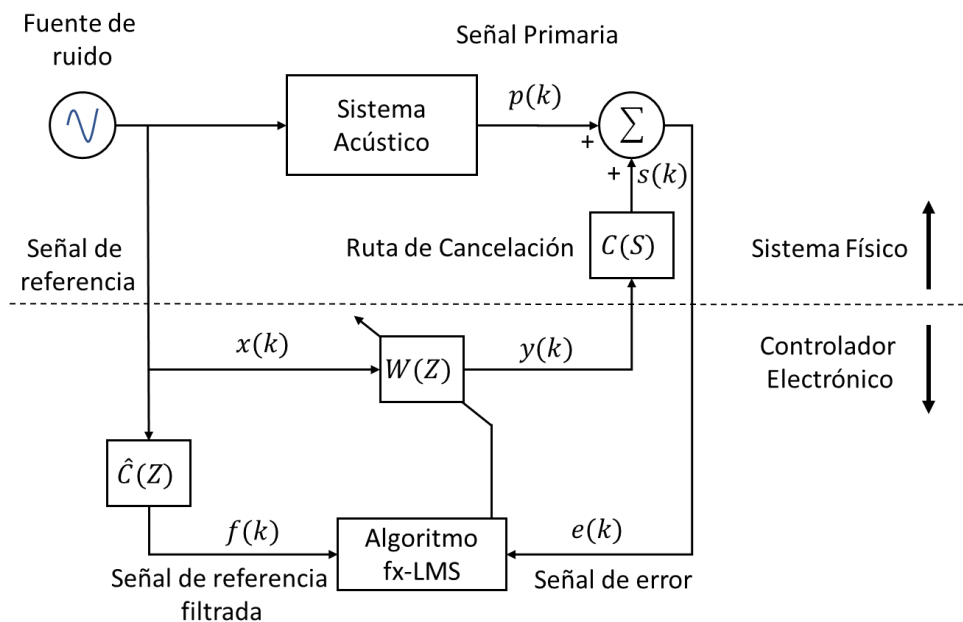 Fuente de
ruido
Señal Primaria
Sistema
Acústico
p(k)
∑
+
+
s(k)
Señal de
referencia
Ruta de Cancelación
C(S)
Sistema Físico
x(k)
W(Z)
y(k)
Controlador
Electrónico
Ĉ(Z)
f(k)
Algoritmo
fx-LMS
e(k)
Señal de referencia
filtrada
Señal de error